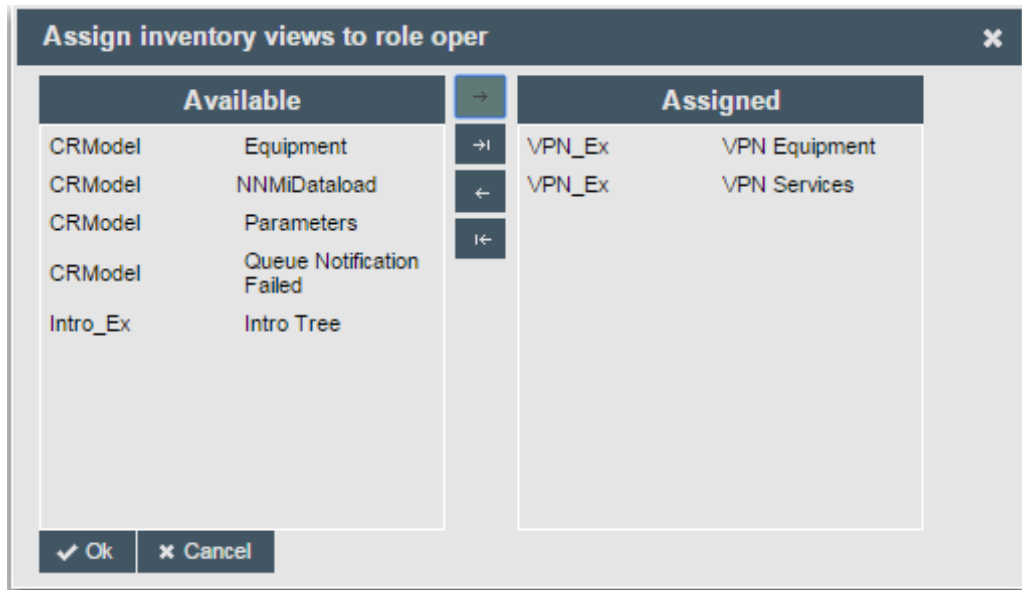 Assign inventory views to role oper
Available
CRModel Equipment
CRModel NNMiDataload
CRModel Parameters
CRModel Queue Notification
Failed
Intro_Ex Intro Tree
Assigned
VPN_Ex VPN Equipment
VPN_Ex VPN Services
Ok Cancel